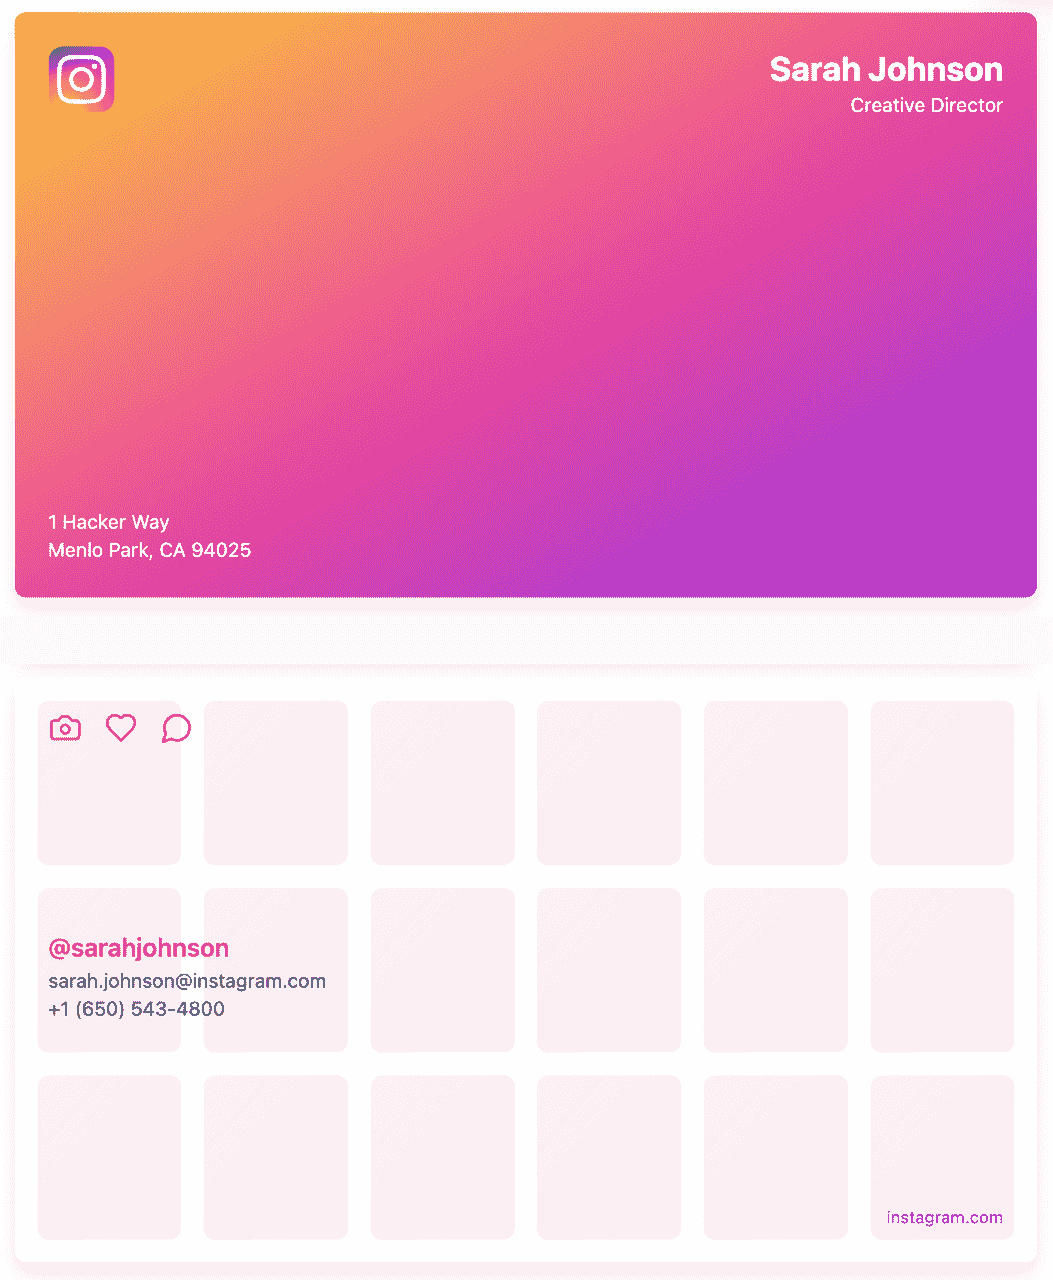 Sarah Johnson
Creative Director
1 Hacker Way
Menlo Park, CA 94025
@sarahjohnson
sarah.johnson@instagram.com
+1 (650) 543-4800
instagram.com